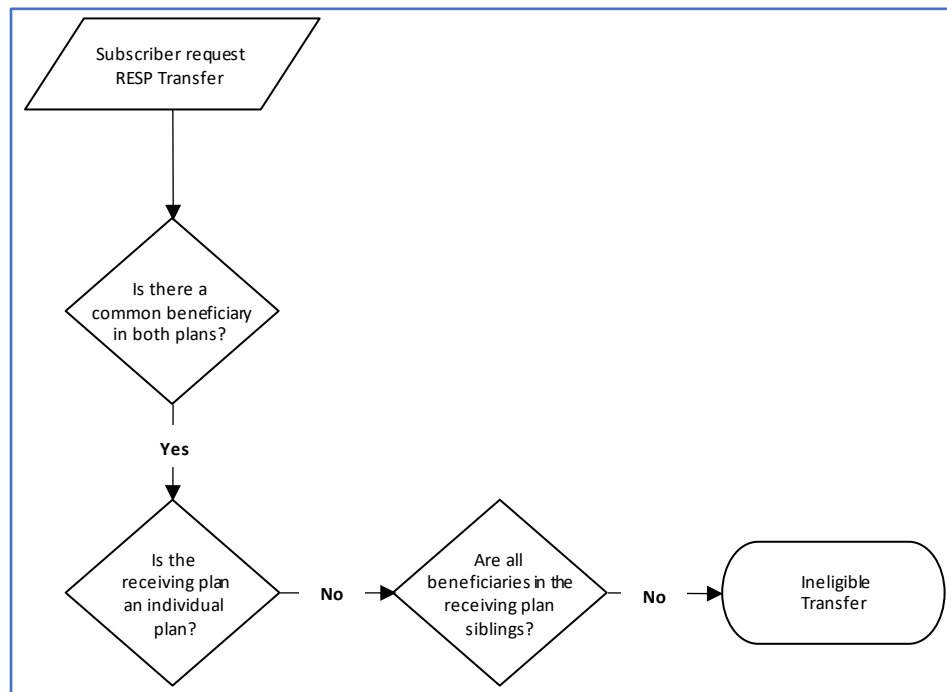 Subscriber request
RESP Transfer
Is there a
common beneficiary
in both plans?
Yes
Is the
receiving plan
an individual
plan?
No
Are all
beneficiaries in the
receiving plan
siblings?
No
Ineligible
Transfer